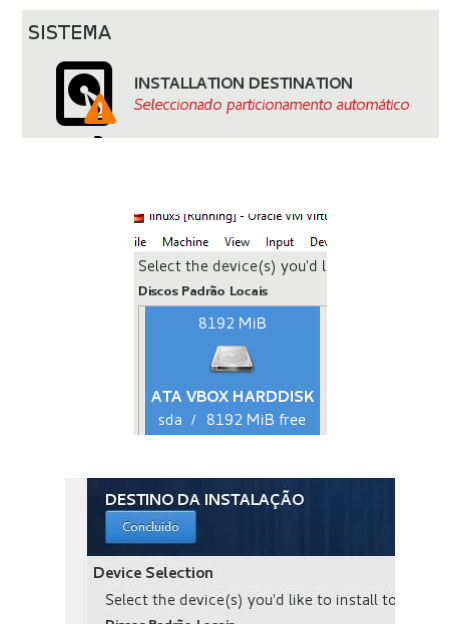 SISTEMA
INSTALLATION DESTINATION
Seleccionado particionamento automático
linux3 [Running] - Oracle VM Virtu
ile Machine View Input Dev
Select the device(s) you'd l
Discos Padrão Locais
8192 MiB
ATA VBOX HARDDISK
sda / 8192 MiB free
DESTINO DA INSTALAÇÃO
Concluído
Device Selection
Select the device(s) you'd like to install to
Discos Padrão Locais